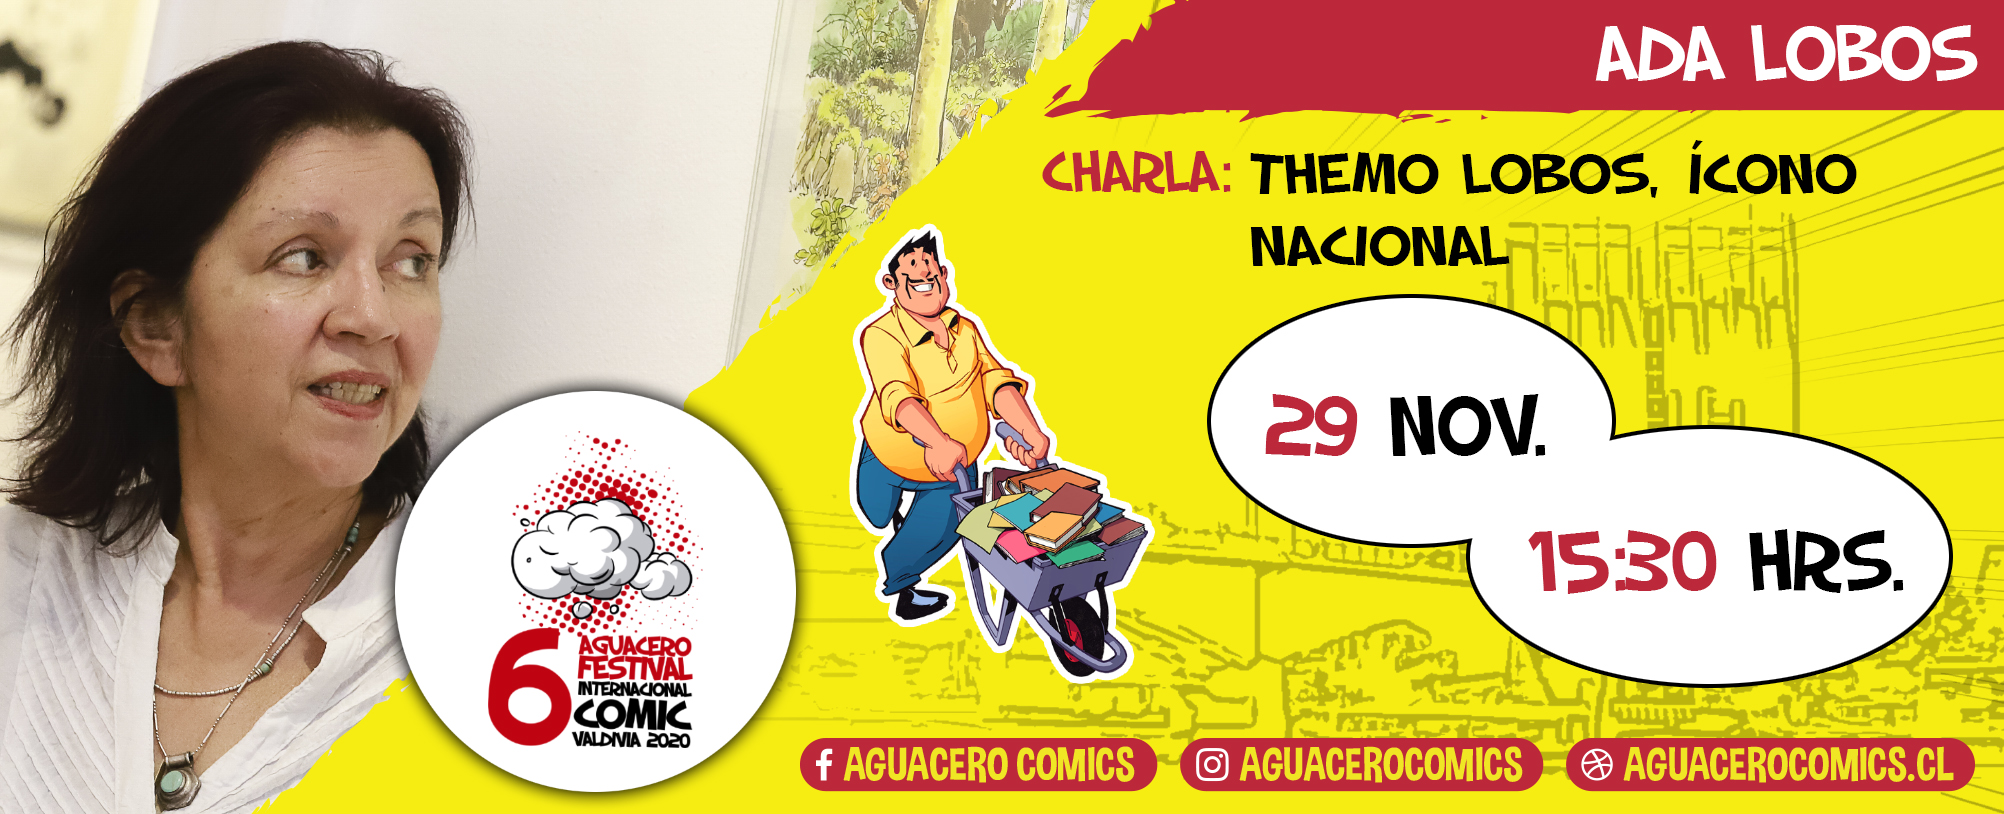 ADA LOBOS
CHARLA: THEMO LOBOS, ÍCONO
NACIONAL
29 NOV.
15:30 HRS.
6 AGUACERO
FESTIVAL
INTERNACIONAL
COMIC
VALDIVIA 2020
AGUACERO COMICS
AGUACEROCOMICS
AGUACEROCOMICS.CL